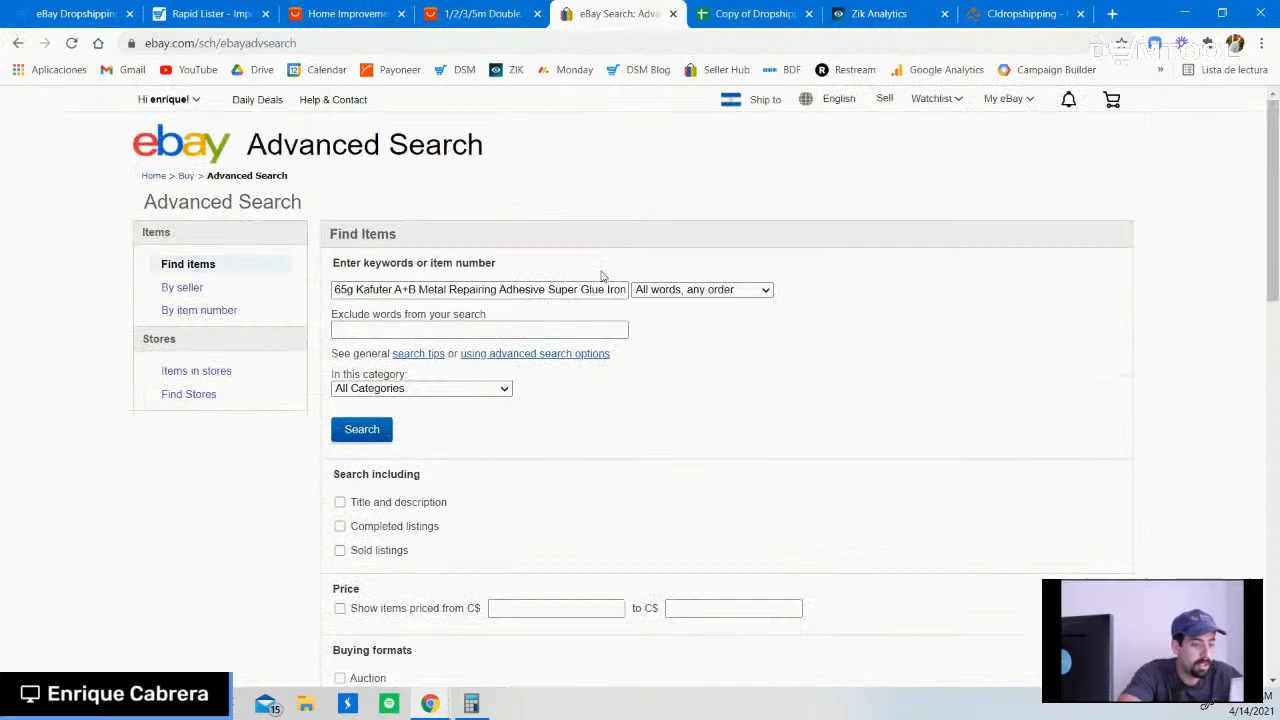 eBay Dropshipping
Rapid Lister - Impo
Home Improvemen
1/2/3/5m Double
eBay Search: Adva
Copy of Dropship
Zik Analytics
CJdropshipping -
ebay.com/sch/ebayadvsearch
Aplicaciones
Gmail
YouTube
Drive
Calendar
Payoneer
DSM
ZIK
Monday
DSM Blog
Seller Hub
BDF
Restream
Google Analytics
Campaign Builder
»
Lista de lectura
Hi enrique!
Daily Deals
Help & Contact
Ship to
English
Sell
Watchlist
My eBay
ebay Advanced Search
Home > Buy > Advanced Search
Advanced Search
Items
Find items
By seller
By item number
Stores
Items in stores
Find Stores
Find Items
Enter keywords or item number
65g Kafuter A+B Metal Repairing Adhesive Super Glue Iron
All words, any order
Exclude words from your search
See general search tips or using advanced search options
In this category:
All Categories
Search
Search including
Title and description
Completed listings
Sold listings
Price
Show items priced from C$ to C$
Buying formats
Auction
Enrique Cabrera
15
4/14/2021